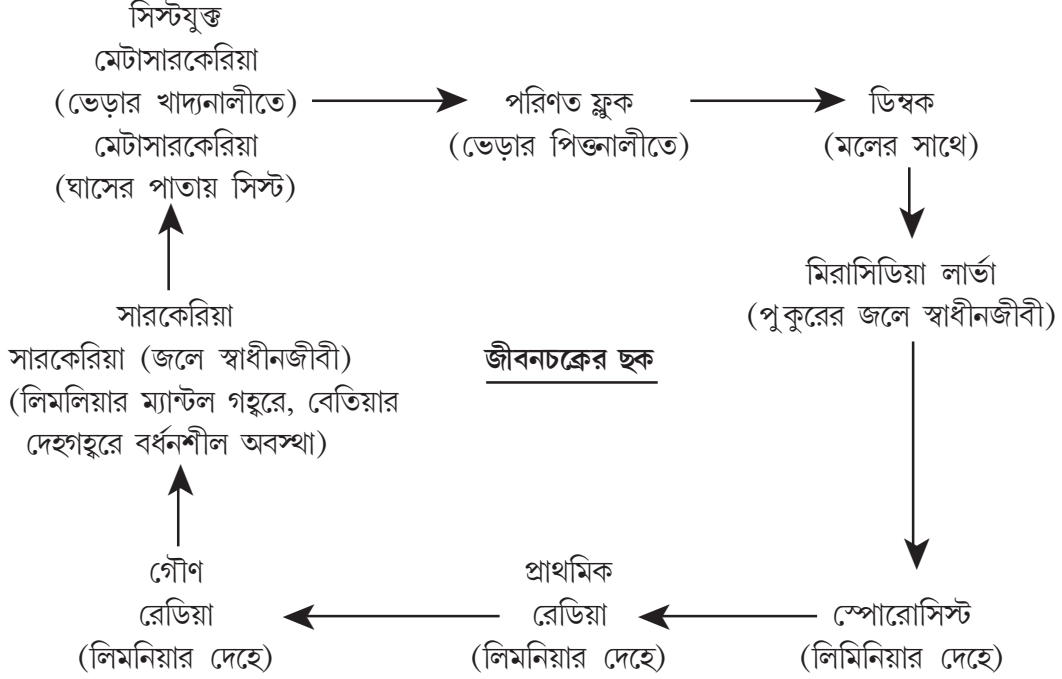 সিস্টযুক্ত
মেটাসারকেরিয়া
(ভেড়ার খাদ্যনালীতে)
মেটাসারকেরিয়া
(ঘাসের পাতায় সিস্ট)
পরিণত ফ্লুক
(ভেড়ার পিত্তনালীতে)
ডিম্বক
(মলের সাথে)
মিরাসিডিয়া লার্ভা
(পুকুরের জলে স্বাধীনজীবী)
সারকেরিয়া
সারকেরিয়া (জলে স্বাধীনজীবী)
(লিমলিয়ার ম্যান্টল গহ্বরে, বেতিয়ার
দেহগহ্বরে বর্ধনশীল অবস্থা)
জীবনচক্রের ছক
গৌণ
রেডিয়া
(লিমনিয়ার দেহে)
প্রাথমিক
রেডিয়া
(লিমনিয়ার দেহে)
স্পোরোসিস্ট
(লিমিনিয়ার দেহে)